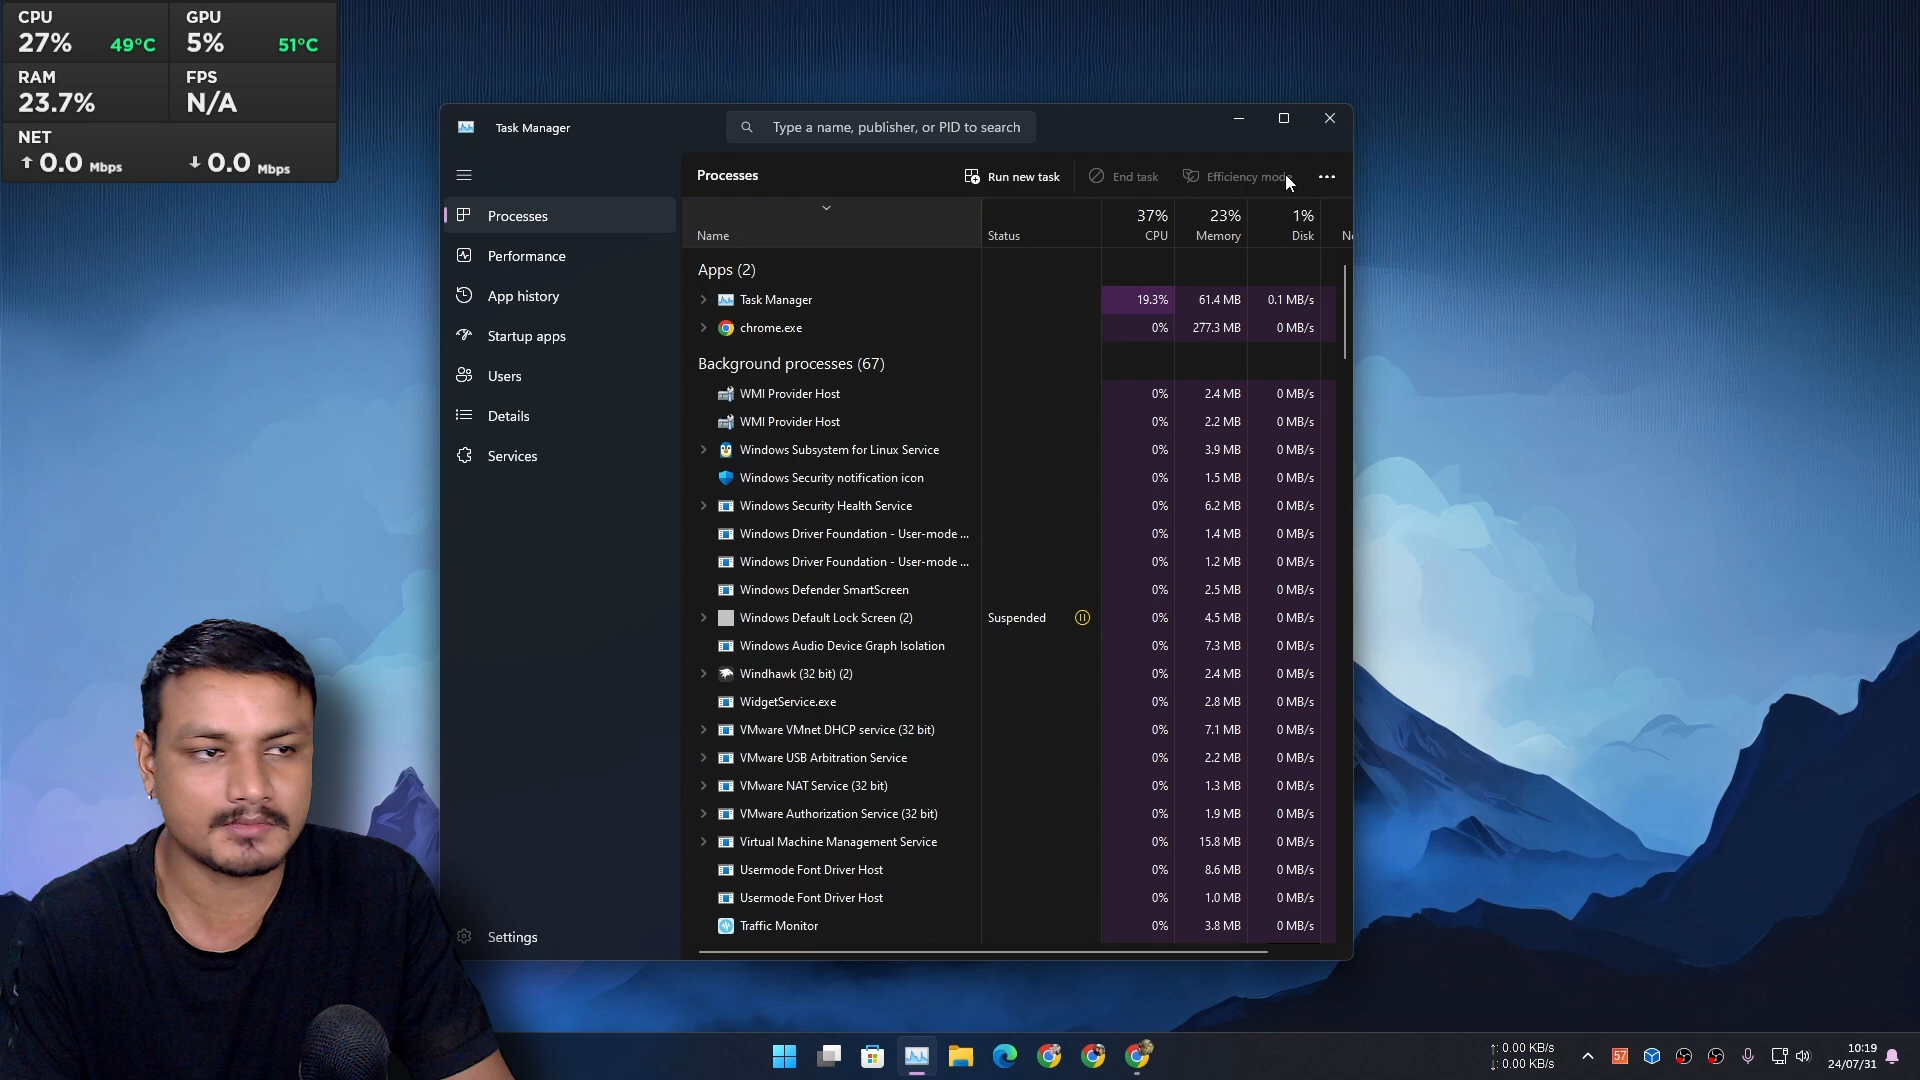 CPU
27% 49°C
GPU
5% 51°C
RAM
23.7%
FPS
N/A
NET
↑ 0.0 Mbps ↓ 0.0 Mbps
Task Manager
Type a name, publisher, or PID to search
Processes
Performance
App history
Startup apps
Users
Details
Services
Settings
Processes
Run new task
End task
Efficiency mode
Name
Status
37%
CPU
23%
Memory
1%
Disk
Apps (2)
Task Manager 19.3% 61.4 MB 0.1 MB/s
chrome.exe 0% 277.3 MB 0 MB/s
Background processes (67)
WMI Provider Host 0% 2.4 MB 0 MB/s
WMI Provider Host 0% 2.2 MB 0 MB/s
Windows Subsystem for Linux Service 0% 3.9 MB 0 MB/s
Windows Security notification icon 0% 1.5 MB 0 MB/s
Windows Security Health Service 0% 6.2 MB 0 MB/s
Windows Driver Foundation - User-mode ... 0% 1.4 MB 0 MB/s
Windows Driver Foundation - User-mode ... 0% 1.2 MB 0 MB/s
Windows Defender SmartScreen 0% 2.5 MB 0 MB/s
Windows Default Lock Screen (2) Suspended 0% 4.5 MB 0 MB/s
Windows Audio Device Graph Isolation 0% 7.3 MB 0 MB/s
Windhawk (32 bit) (2) 0% 2.4 MB 0 MB/s
WidgetService.exe 0% 2.8 MB 0 MB/s
VMware VMnet DHCP service (32 bit) 0% 7.1 MB 0 MB/s
VMware USB Arbitration Service 0% 2.2 MB 0 MB/s
VMware NAT Service (32 bit) 0% 1.3 MB 0 MB/s
VMware Authorization Service (32 bit) 0% 1.9 MB 0 MB/s
Virtual Machine Management Service 0% 15.8 MB 0 MB/s
Usermode Font Driver Host 0% 8.6 MB 0 MB/s
Usermode Font Driver Host 0% 1.0 MB 0 MB/s
Traffic Monitor 0% 3.8 MB 0 MB/s
↑: 0.00 KB/s
↓: 0.00 KB/s
57
10:19
24/07/31